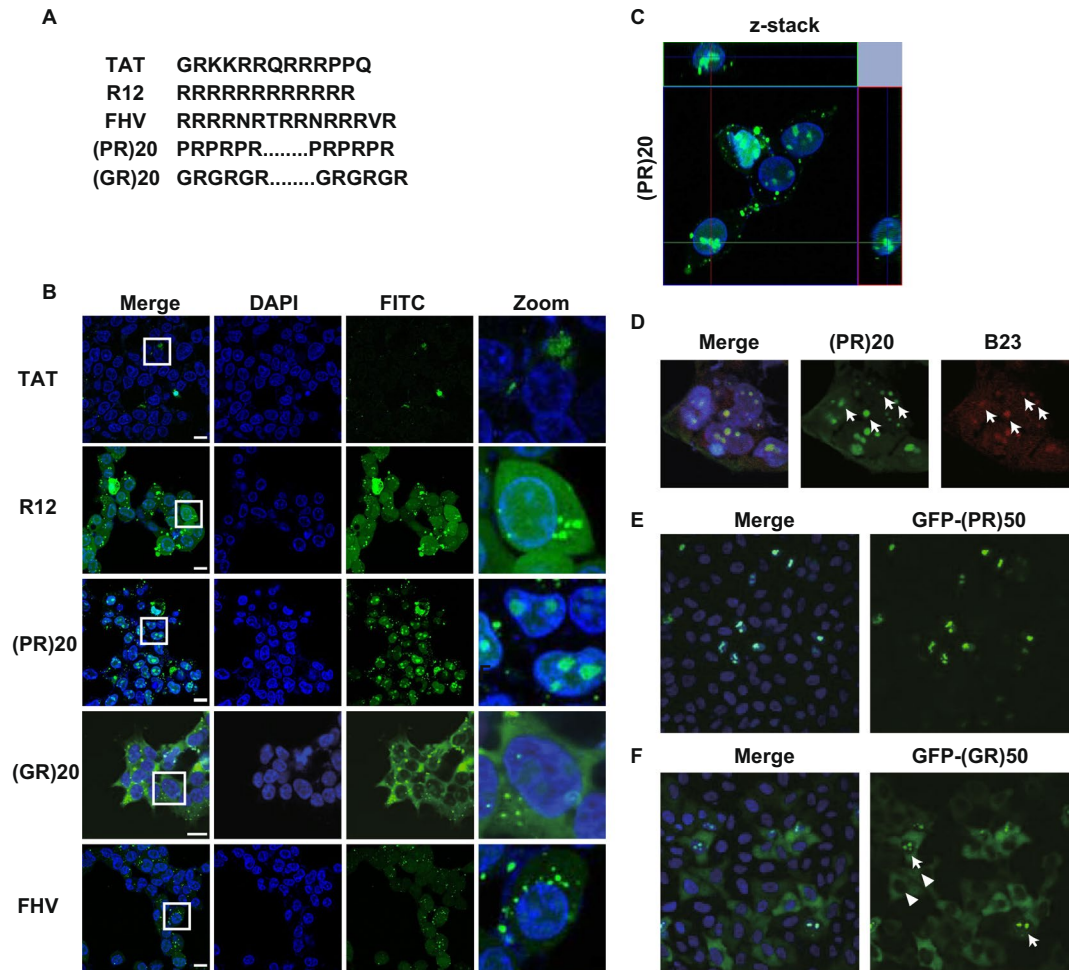 A
TAT GRKKRRQRRRPPQ
R12 RRRRRRRRRRRR
FHV RRRRNRTRRNRRRVR
(PR)20 PRPRPR........PRPRPR
(GR)20 GRGRGR........GRGRGR
B
Merge DAPI FITC Zoom
TAT
R12
(PR)20
(GR)20
FHV
C
z-stack
(PR)20
D
Merge (PR)20 B23
E
Merge GFP-(PR)50
F
Merge GFP-(GR)50